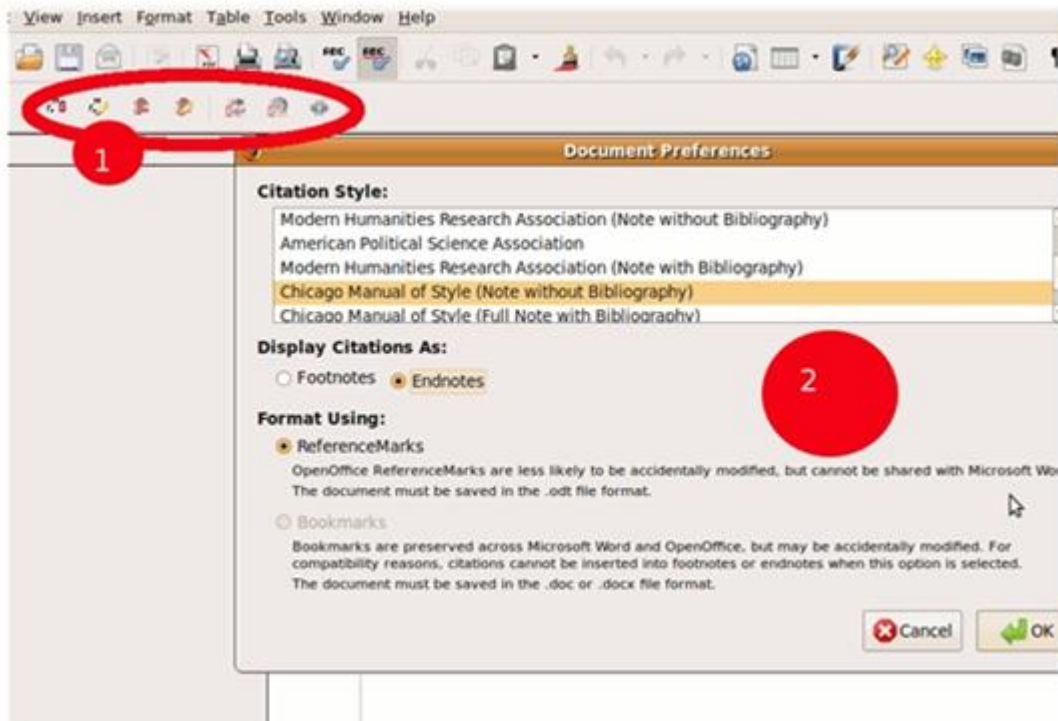 : View Insert Format Table Tools Window Help
1
Document Preferences
Citation Style:
Modern Humanities Research Association (Note without Bibliography)
American Political Science Association
Modern Humanities Research Association (Note with Bibliography)
Chicago Manual of Style (Note without Bibliography)
Chicago Manual of Style (Full Note with Bibliography)
Display Citations As:
Footnotes Endnotes
2
Format Using:
ReferenceMarks
OpenOffice ReferenceMarks are less likely to be accidentally modified, but cannot be shared with Microsoft Wo
The document must be saved in the .odt file format.
Bookmarks
Bookmarks are preserved across Microsoft Word and OpenOffice, but may be accidentally modified. For
compatibility reasons, citations cannot be inserted into footnotes or endnotes when this option is selected.
The document must be saved in the .doc or .docx file format.
Cancel OK